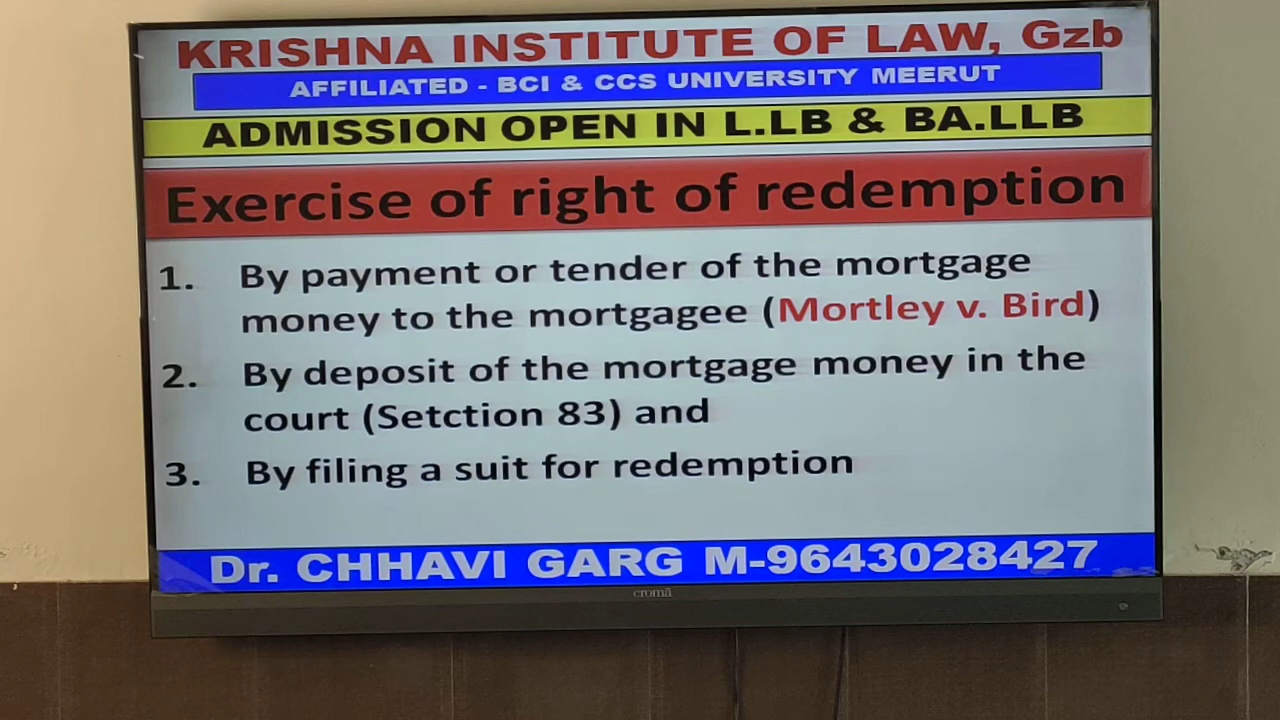 KRISHNA INSTITUTE OF LAW, Gzb
AFFILIATED - BCI & CCS UNIVERSITY MEERUT
ADMISSION OPEN IN L.LB & BA.LLB
Exercise of right of redemption
1. By payment or tender of the mortgage
money to the mortgagee (Mortley v. Bird)
2. By deposit of the mortgage money in the
court (Setction 83) and
3. By filing a suit for redemption
Dr. CHHAVI GARG M-9643028427
croma